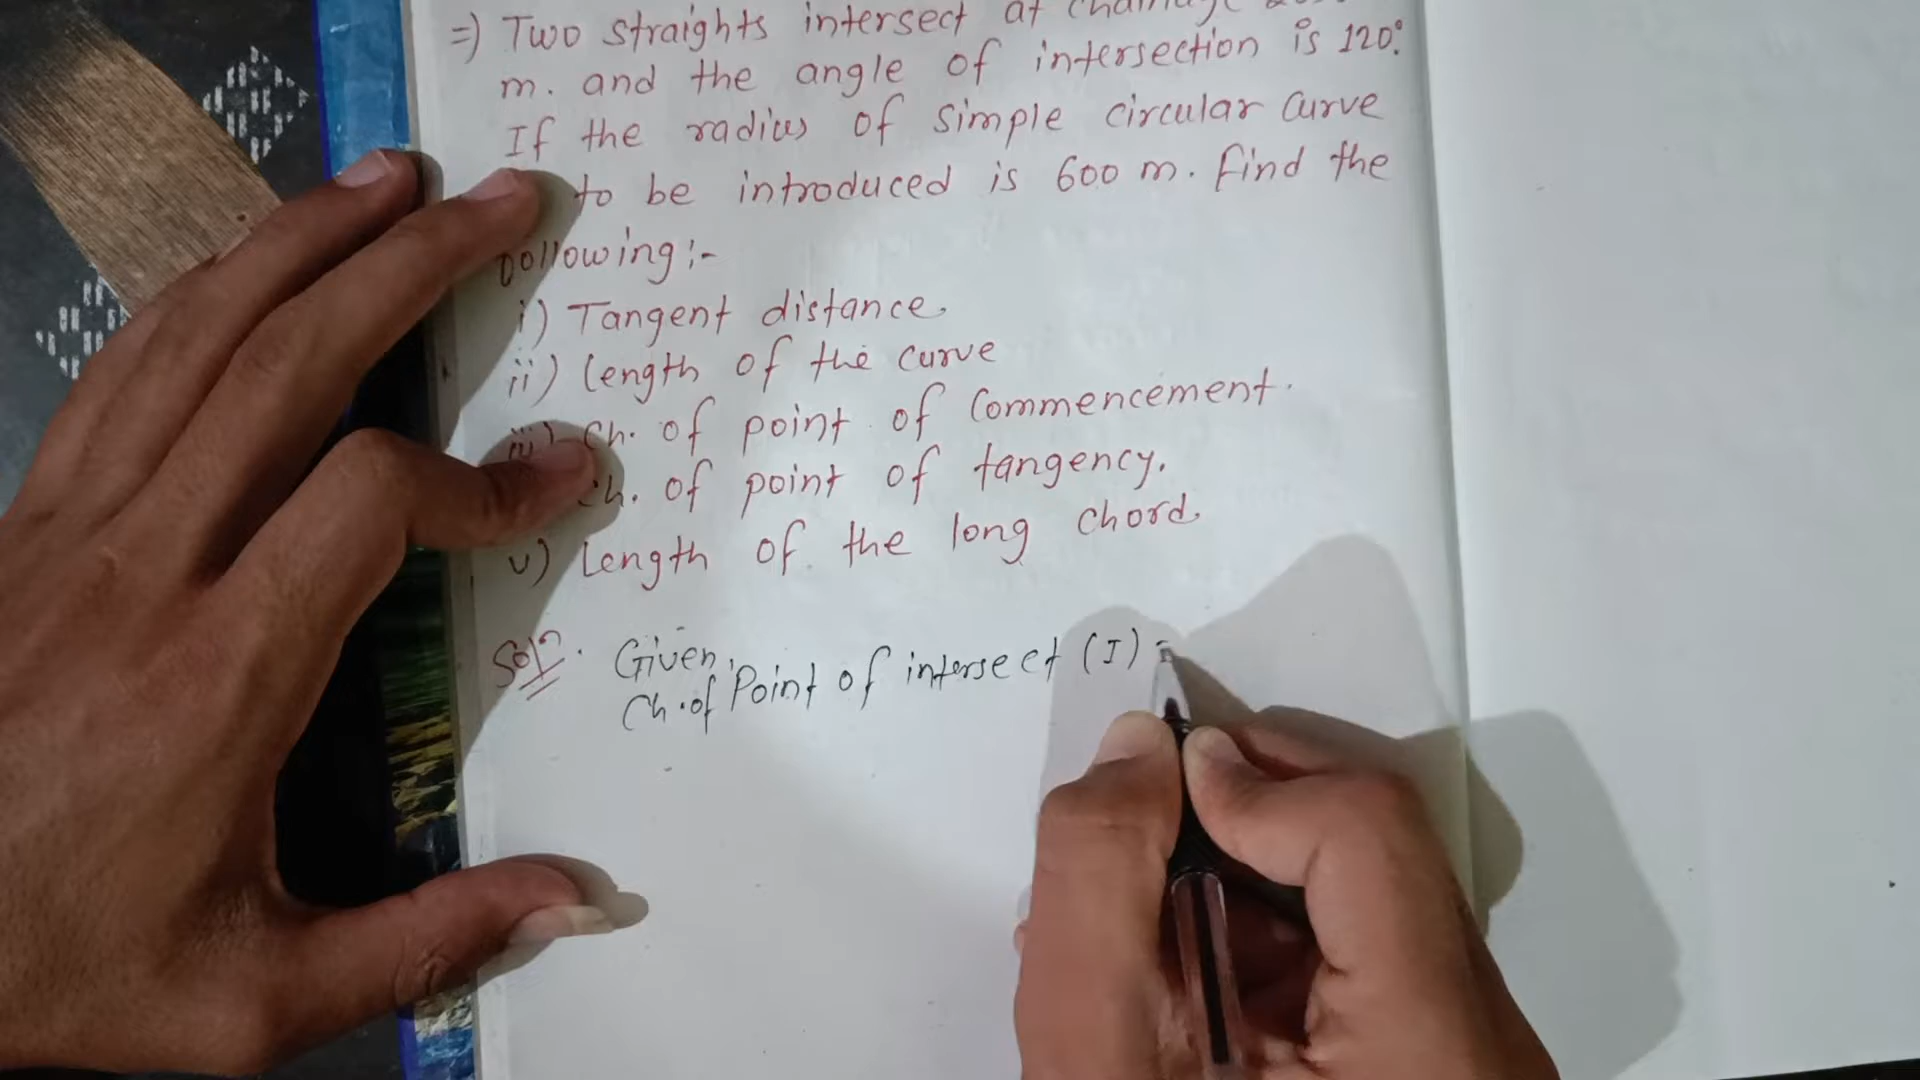 =) Two straights intersect at
m. and the angle of intersection is 120°.
If the radius of simple circular curve
to be introduced is 600 m. find the
following :-
i) Tangent distance.
ii) length of the curve
iii) Ch. of point of Commencement.
Ch. of point of tangency.
v) Length of the long chord.
Soln. Given,
Ch. of Point of intersect (I) =